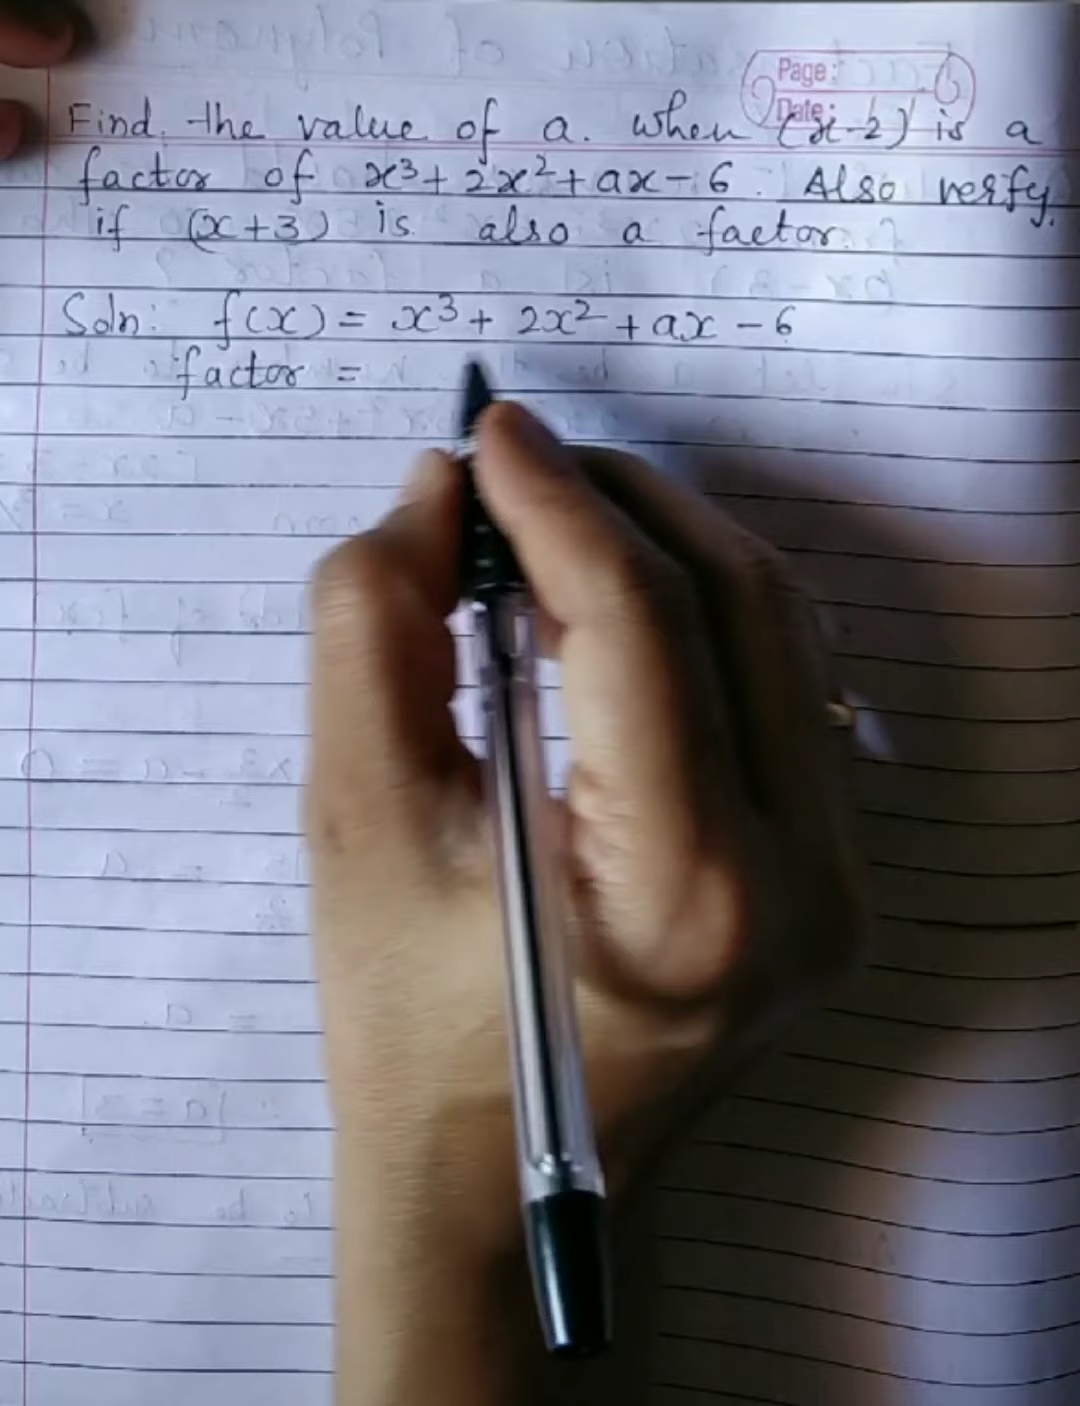 Page:
Date:
Find the value of a. when (x-2) is a
factor of x³ + 2x² + ax - 6. Also verfy.
if (x+3) is also a factor.
Soln: f(x) = x³ + 2x² + ax - 6
factor =